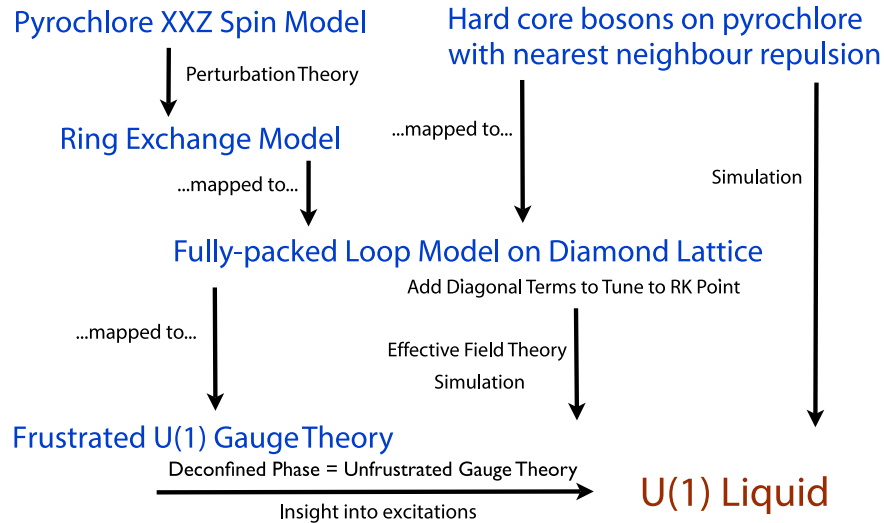 Pyrochlore XXZ Spin Model
Hard core bosons on pyrochlore
with nearest neighbour repulsion
Perturbation Theory
Ring Exchange Model
...mapped to...
...mapped to...
Simulation
Fully-packed Loop Model on Diamond Lattice
Add Diagonal Terms to Tune to RK Point
...mapped to...
Effective Field Theory
Simulation
Frustrated U(1) Gauge Theory
Deconfined Phase = Unfrustrated Gauge Theory
Insight into excitations
U(1) Liquid